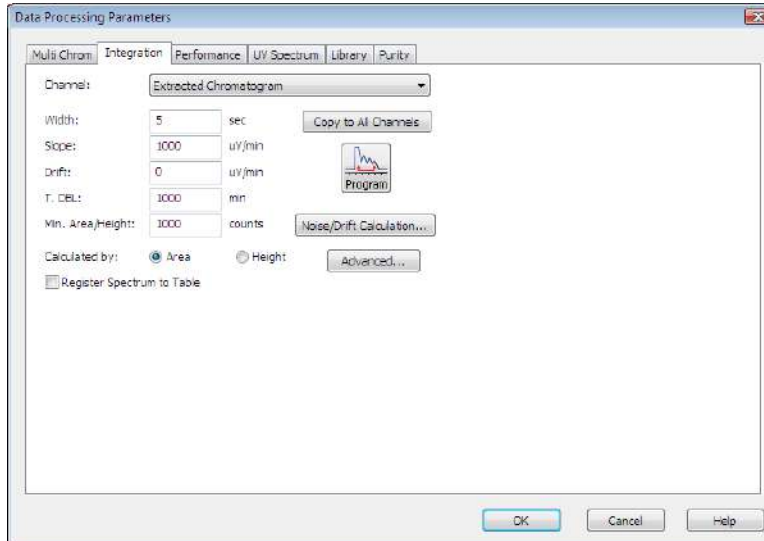 Data Processing Parameters
Multi Chrom Integration Performance UV Spectrum Library Purity
Channel: Extracted Chromatogram
Width: 5 sec Copy to All Channels
Slope: 1000 uV/min
Drift: 0 uV/min
Program
T. DBL: 1000 min
Min. Area/Height: 1000 counts Noise/Drift Calculation...
Calculated by: Area Height Advanced...
Register Spectrum to Table
OK Cancel Help